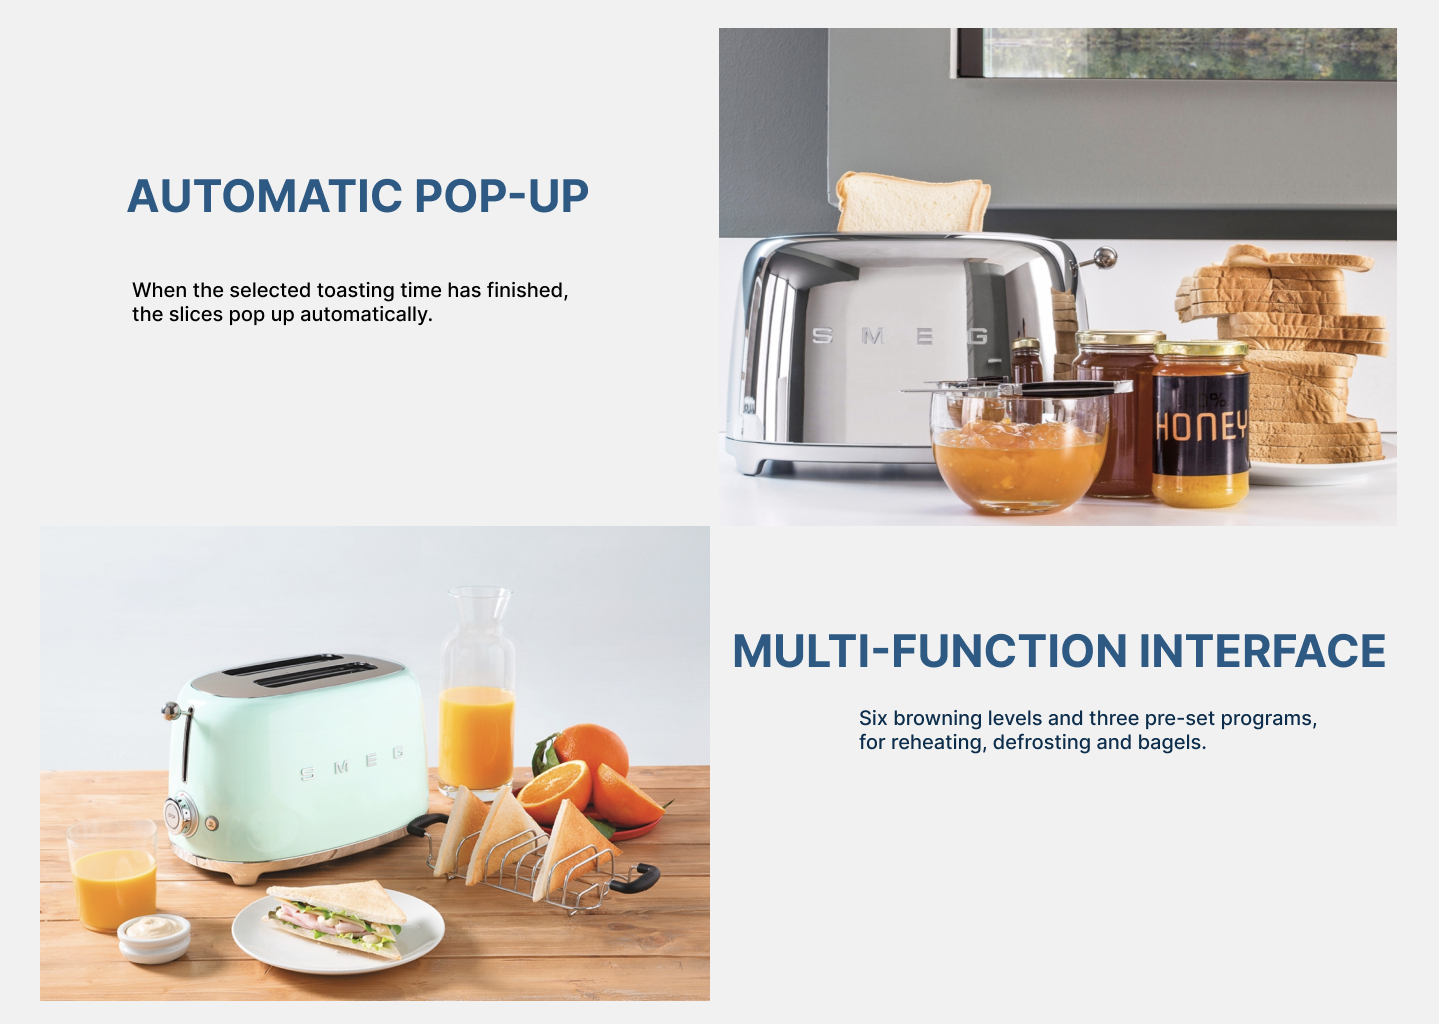 AUTOMATIC POP-UP
When the selected toasting time has finished,
the slices pop up automatically.
SMEG
HONEY
SMEG
MULTI-FUNCTION INTERFACE
Six browning levels and three pre-set programs,
for reheating, defrosting and bagels.